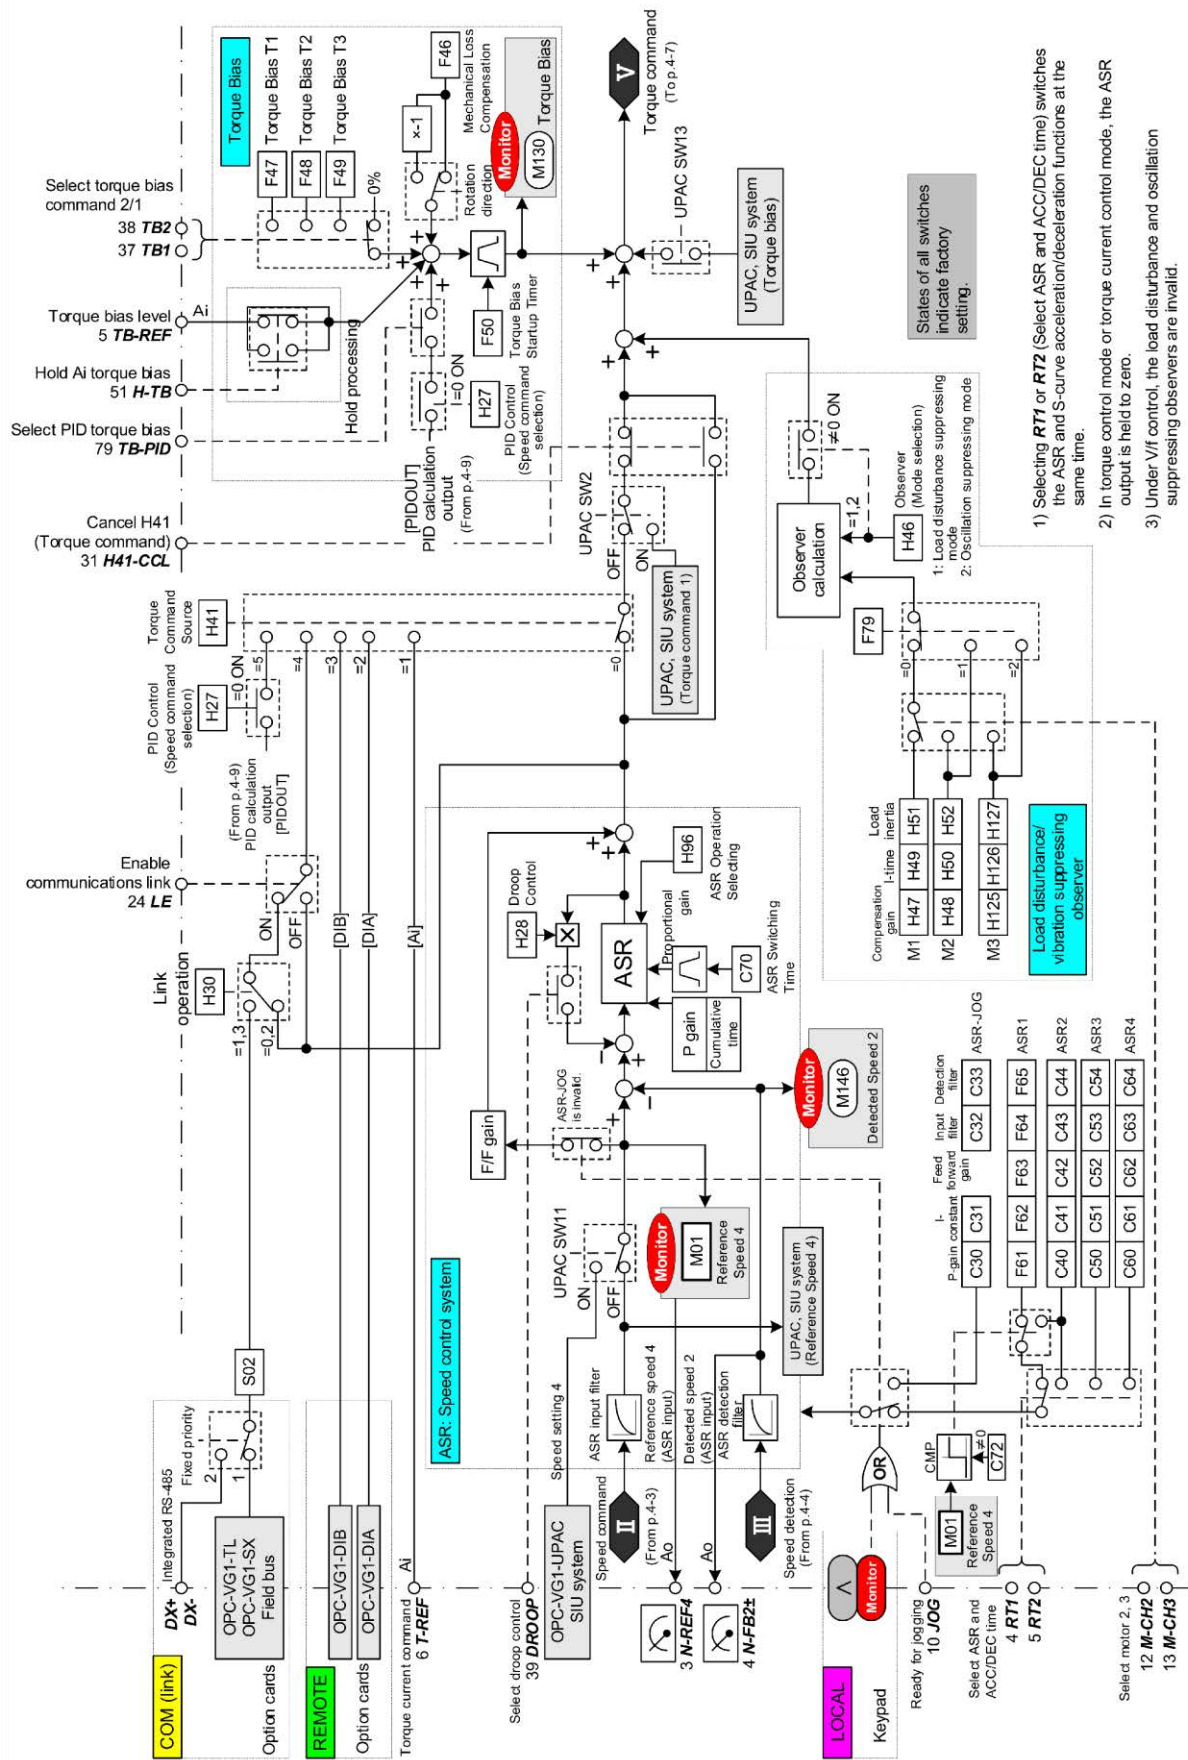 COM (link)
DX+
DX-
Integrated RS-485
Fixed priority
2
1
S02
OPC-VG1-TL
OPC-VG1-SX
Field bus
Option cards
REMOTE
OPC-VG1-DIB
OPC-VG1-DIA
Option cards
Torque current command
6 T-REF
Ai
Link
operation
H30
=1,3
=0,2
ON
OFF
Enable
communications link
24 LE
[DIB]
[DIA]
[Ai]
(From p.4-9)
PID calculation
output
[PIDOUT]
PID Control
(Speed command
selection)
H27
=0 ON
Torque
Command
Source
H41
=5
=4
=3
=2
=1
=0
Cancel H41
(Torque command)
31 H41-CCL
Select PID torque bias
79 TB-PID
Hold Ai torque bias
51 H-TB
Torque bias level
5 TB-REF
Ai
Select torque bias
command 2/1
38 TB2
37 TB1
Hold processing
Torque Bias
F47
Torque Bias T1
F48
Torque Bias T2
F49
Torque Bias T3
0%
[PIDOUT]
PID calculation
output
(From p.4-9)
=0 ON
H27
PID Control
(Speed command
selection)
F50
Torque Bias
Startup Timer
×-1
F46
Mechanical Loss
Compensation
Rotation
direction
Monitor
M130
Torque Bias
+
+
+
+
Select droop control
39 DROOP
OPC-VG1-UPAC
SIU system
Speed setting 4
ASR: Speed control system
UPAC SW11
ON
OFF
F/F gain
ASR-JOG
is invalid.
H28
Droop
Control
X
ASR
P gain
Cumulative
time
Proportional
gain
C70
ASR Switching
Time
H96
ASR Operation
Selecting
+
+
-
+
+
-
Speed command
II
(From p.4-3)
ASR input filter
Ao
3 N-REF4
Reference speed 4
(ASR input)
Monitor
M01
Reference
Speed 4
Ao
4 N-FB2±
Detected speed 2
(ASR input)
ASR detection
filter
Speed detection
III
(From p.4-4)
UPAC, SIU system
(Reference Speed 4)
Monitor
M146
Detected Speed 2
UPAC SW2
OFF
ON
UPAC, SIU system
(Torque command 1)
+
+
+
+
UPAC SW13
UPAC, SIU system
(Torque bias)
V
Torque command
(To p.4-7)
LOCAL
Λ
Monitor
Keypad
Ready for jogging
10 JOG
OR
M01
Reference
Speed 4
CMP
≠0
C72
Select ASR and
ACC/DEC time
4 RT1
5 RT2
Select motor 2, 3
12 M-CH2
13 M-CH3
P-gain
I-
constant
Feed
forward
gain
Input
filter
Detection
filter
C30 C31 C32 C33 ASR-JOG
F61 F62 F63 F64 F65 ASR1
C40 C41 C42 C43 C44 ASR2
C50 C51 C52 C53 C54 ASR3
C60 C61 C62 C63 C64 ASR4
Compensation
gain
I-time
Load
inertia
M1 H47 H49 H51
M2 H48 H50 H52
M3 H125 H126 H127
Load disturbance/
vibration suppressing
observer
F79
=0
=1
=2
Observer
calculation
≠0 ON
=1,2
H46
Observer
(Mode selection)
1: Load disturbance suppressing
mode
2: Oscillation suppressing mode
States of all switches
indicate factory
setting.
1) Selecting RT1 or RT2 (Select ASR and ACC/DEC time) switches
the ASR and S-curve acceleration/deceleration functions at the
same time.
2) In torque control mode or torque current control mode, the ASR
output is held to zero.
3) Under V/f control, the load disturbance and oscillation
suppressing observers are invalid.